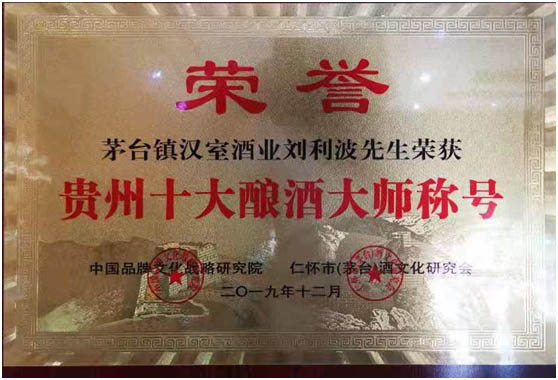 荣誉
茅台镇汉室酒业刘利波先生荣获
贵州十大酿酒大师称号
中国品牌文化战略研究院 仁怀市(茅台)酒文化研究会
二〇一九年十二月